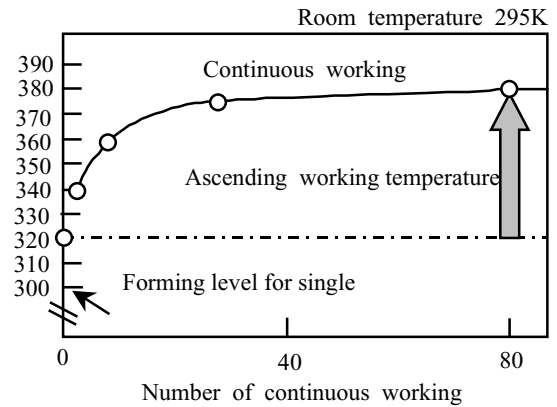 Room temperature 295K
390
380
370
360
350
340
330
320
310
300
Continuous working
Ascending working temperature
Forming level for single
0
40
80
Number of continuous working